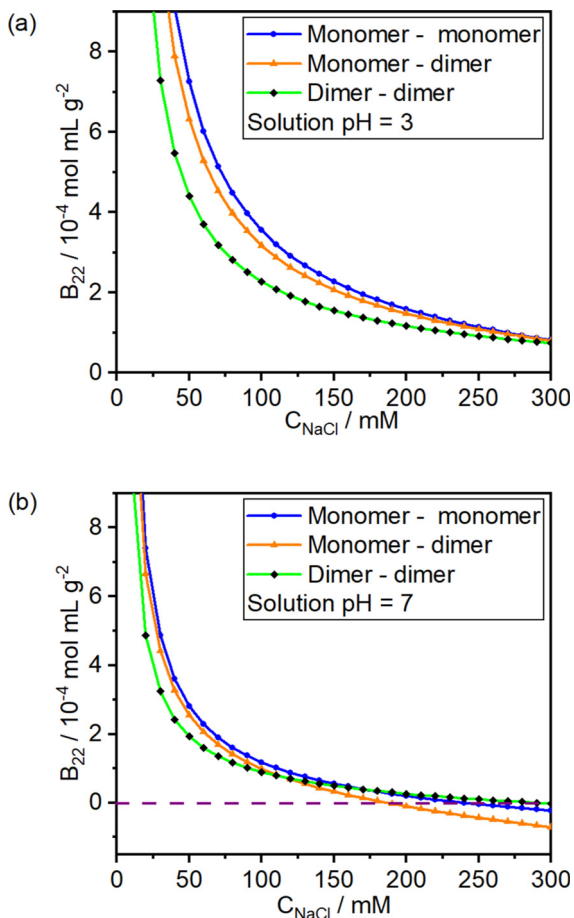 (a)
8
6
4
2
0
B22 / 10-4 mol mL g-2
Monomer - monomer
Monomer - dimer
Dimer - dimer
Solution pH = 3
0 50 100 150 200 250 300
CNaCl / mM
(b)
8
6
4
2
0
B22 / 10-4 mol mL g-2
Monomer - monomer
Monomer - dimer
Dimer - dimer
Solution pH = 7
0 50 100 150 200 250 300
CNaCl / mM